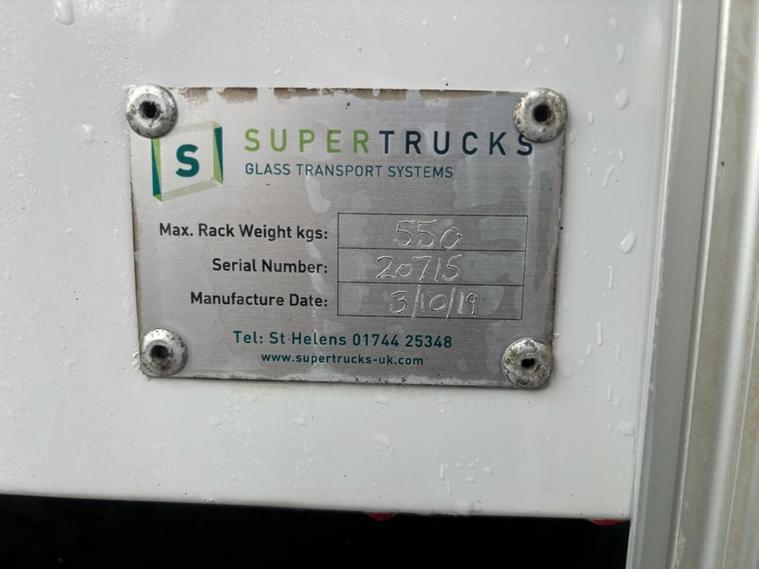 S
SUPERTRUCKS
GLASS TRANSPORT SYSTEMS
Max. Rack Weight kgs: 550
Serial Number: 20715
Manufacture Date: 3/10/19
Tel: St Helens 01744 25348
www.supertrucks-uk.com